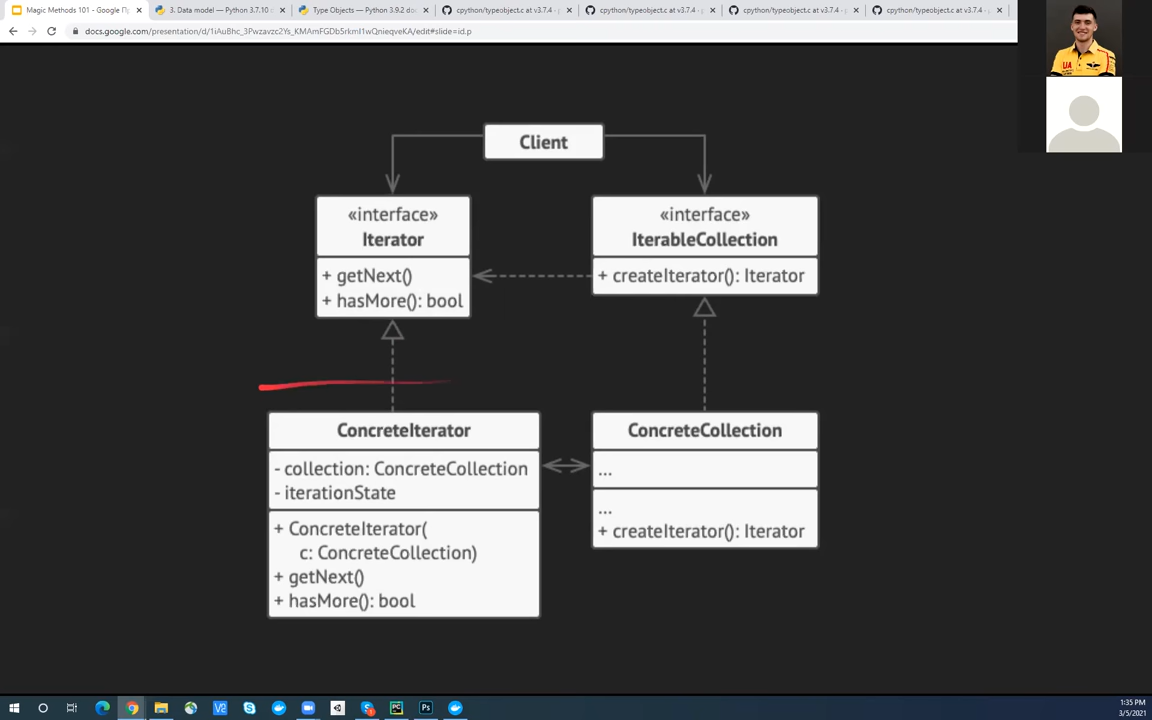 Magic Methods 101 - Google П
3. Data model — Python 3.7.10 d
Type Objects — Python 3.9.2 doc
cpython/typeobject.c at v3.7.4 · p
cpython/typeobject.c at v3.7.4 · p
cpython/typeobject.c at v3.7.4 · p
cpython/typeobject.c at v3.7.4 · p
Client
«interface»
Iterator
+ getNext()
+ hasMore(): bool
«interface»
IterableCollection
+ createIterator(): Iterator
ConcreteIterator
- collection: ConcreteCollection
- iterationState
+ ConcreteIterator(
c: ConcreteCollection)
+ getNext()
+ hasMore(): bool
ConcreteCollection
...
...
+ createIterator(): Iterator
UA
1:35 PM
3/5/2021